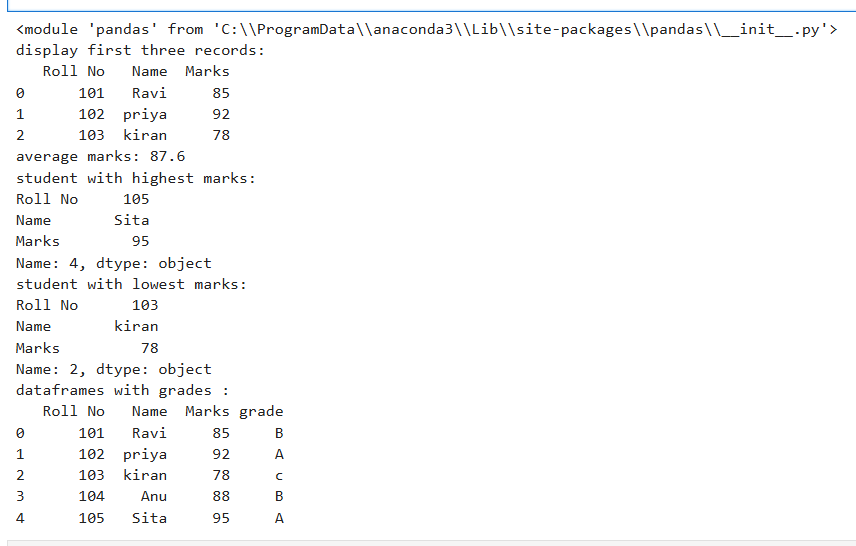 <module 'pandas' from 'C:\\ProgramData\\anaconda3\\Lib\\site-packages\\pandas\\__init__.py'>
display first three records:
   Roll No   Name  Marks
0      101   Ravi     85
1      102  priya     92
2      103  kiran     78
average marks: 87.6
student with highest marks:
Roll No     105
Name       Sita
Marks        95
Name: 4, dtype: object
student with lowest marks:
Roll No      103
Name       kiran
Marks         78
Name: 2, dtype: object
dataframes with grades :
   Roll No   Name  Marks grade
0      101   Ravi     85     B
1      102  priya     92     A
2      103  kiran     78     c
3      104    Anu     88     B
4      105   Sita     95     A